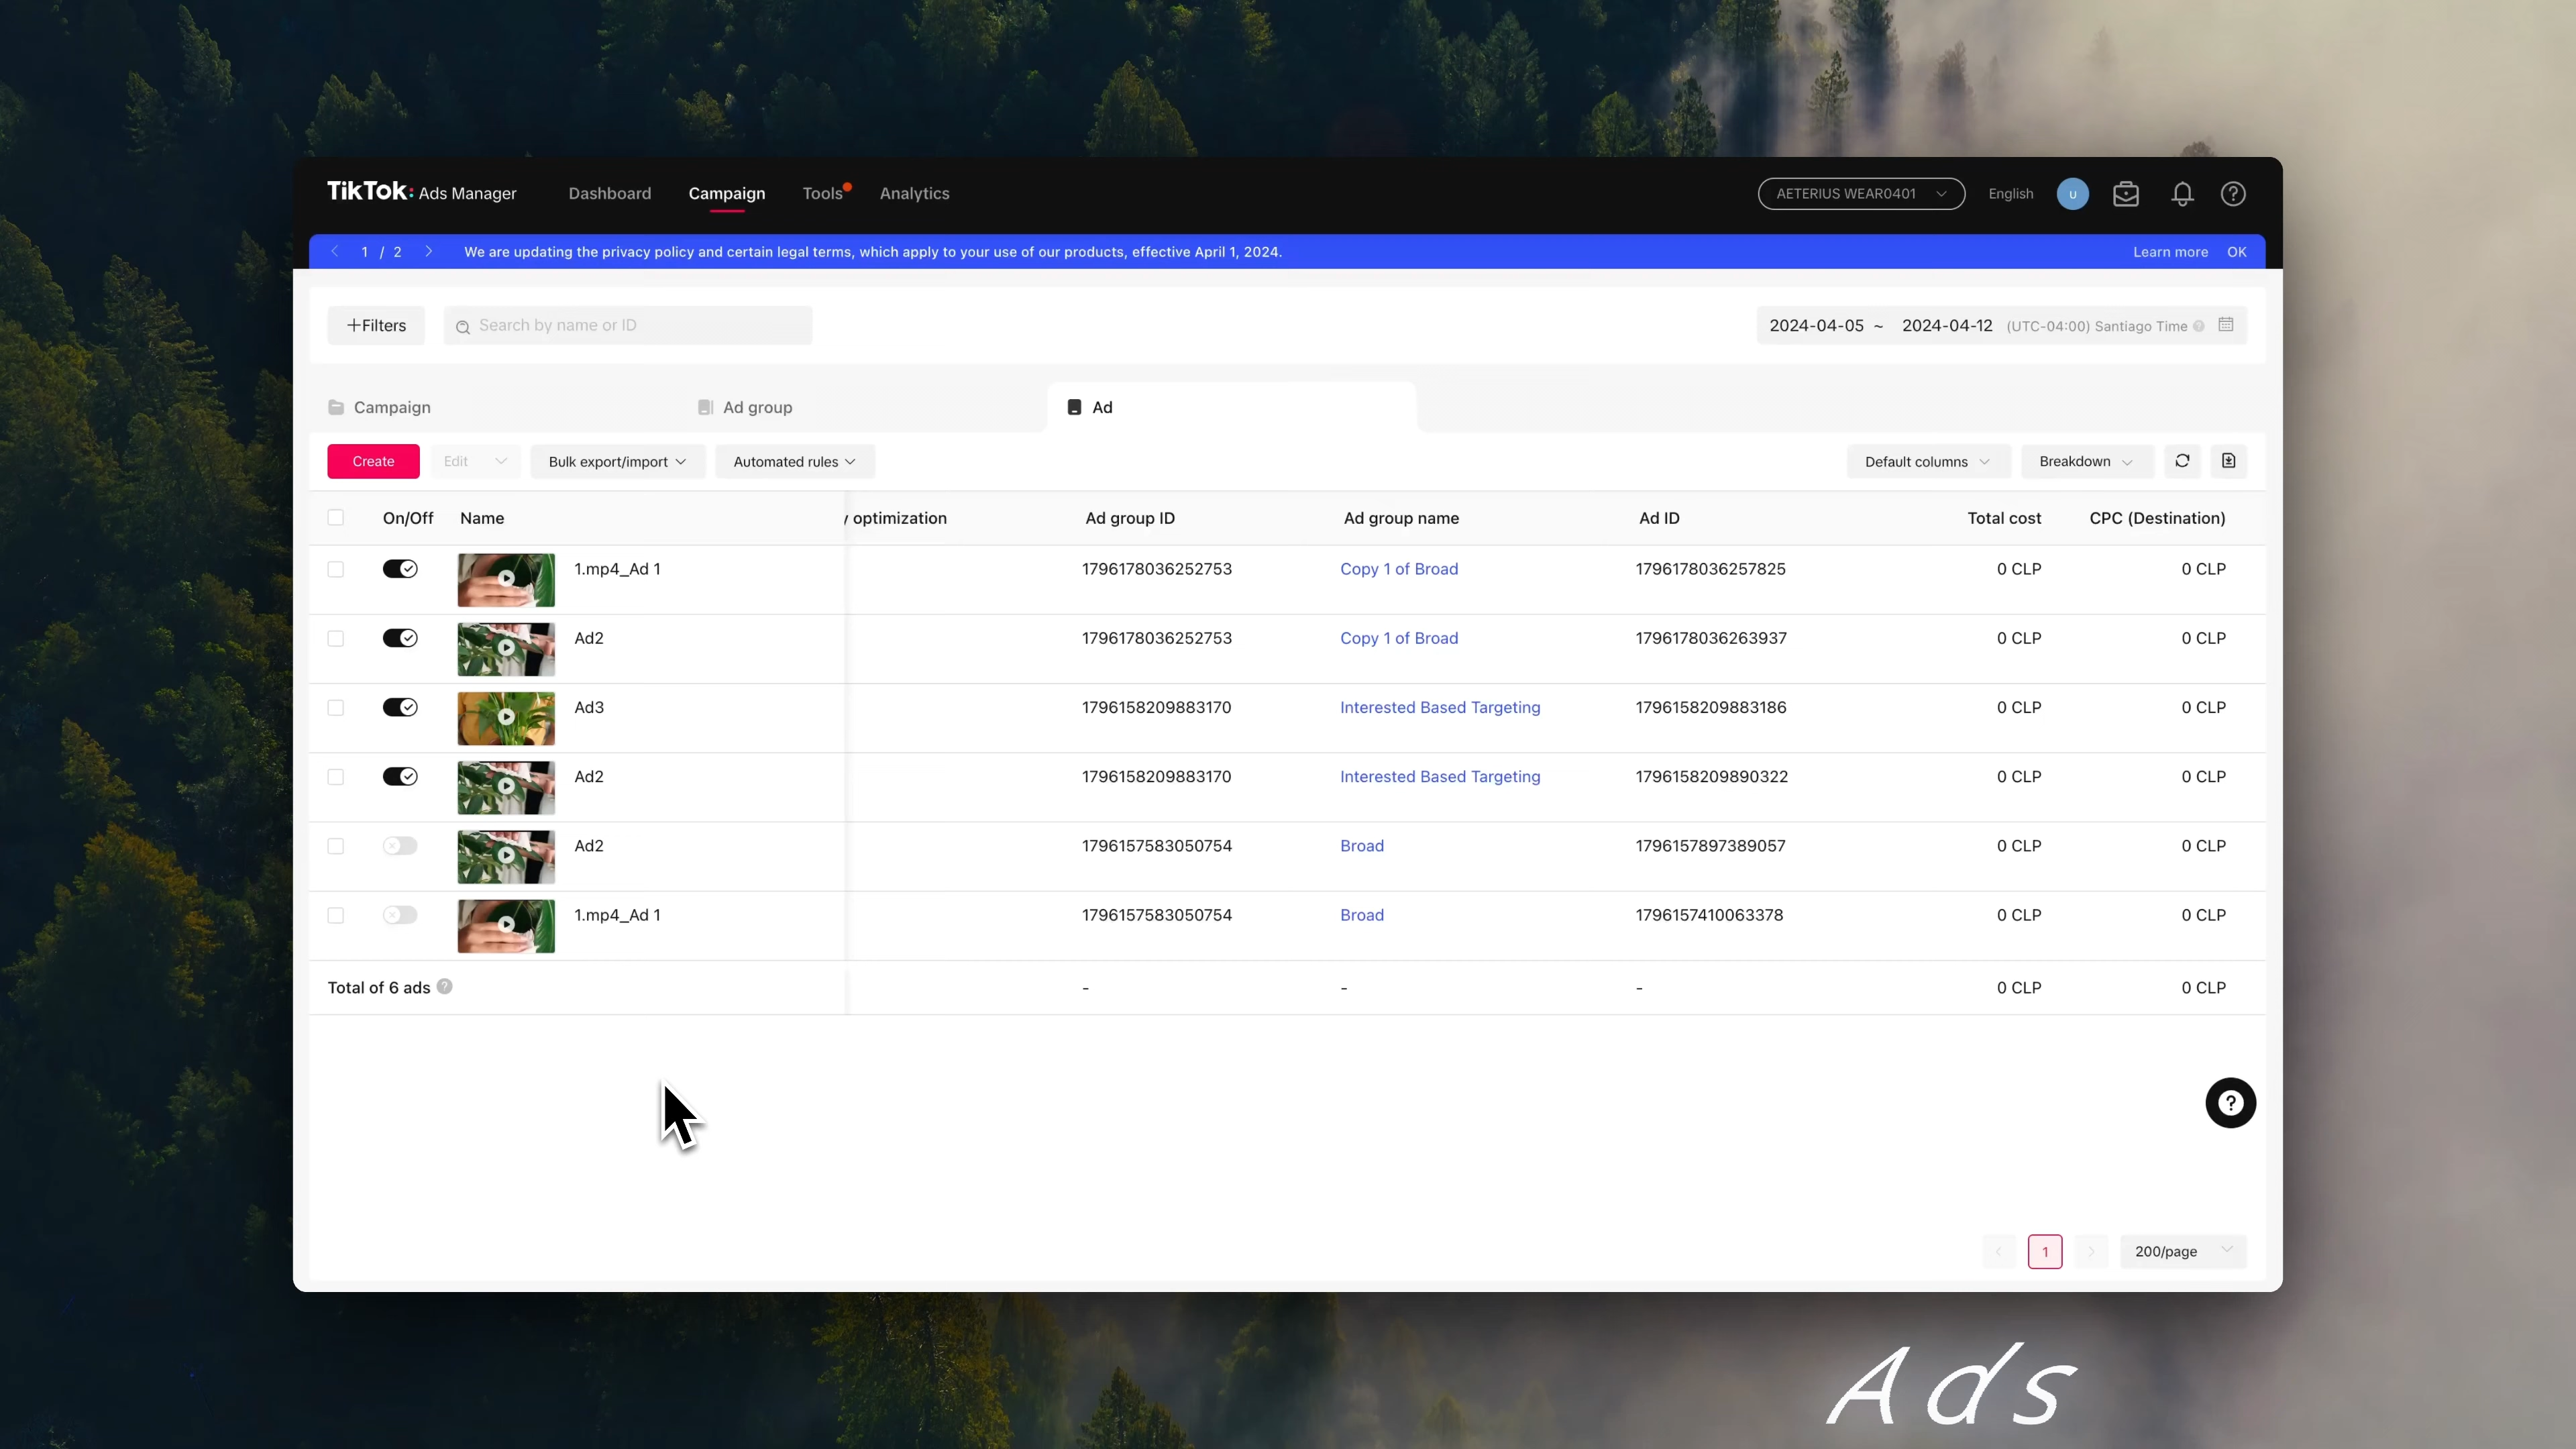 TikTok: Ads Manager Dashboard Campaign Tools Analytics AETERIUS WEAR0401 English U
1 / 2 We are updating the privacy policy and certain legal terms, which apply to your use of our products, effective April 1, 2024. Learn more OK
+Filters Search by name or ID 2024-04-05 ~ 2024-04-12 (UTC-04:00) Santiago Time
Campaign Ad group Ad
Create Edit Bulk export/import Automated rules Default columns Breakdown
On/Off Name y optimization Ad group ID Ad group name Ad ID Total cost CPC (Destination)
1.mp4_Ad 1 1796178036252753 Copy 1 of Broad 1796178036257825 0 CLP 0 CLP
Ad2 1796178036252753 Copy 1 of Broad 1796178036263937 0 CLP 0 CLP
Ad3 1796158209883170 Interested Based Targeting 1796158209883186 0 CLP 0 CLP
Ad2 1796158209883170 Interested Based Targeting 1796158209890322 0 CLP 0 CLP
Ad2 1796157583050754 Broad 1796157897389057 0 CLP 0 CLP
1.mp4_Ad 1 1796157583050754 Broad 1796157410063378 0 CLP 0 CLP
Total of 6 ads - - - 0 CLP 0 CLP
1 200/page
Ads